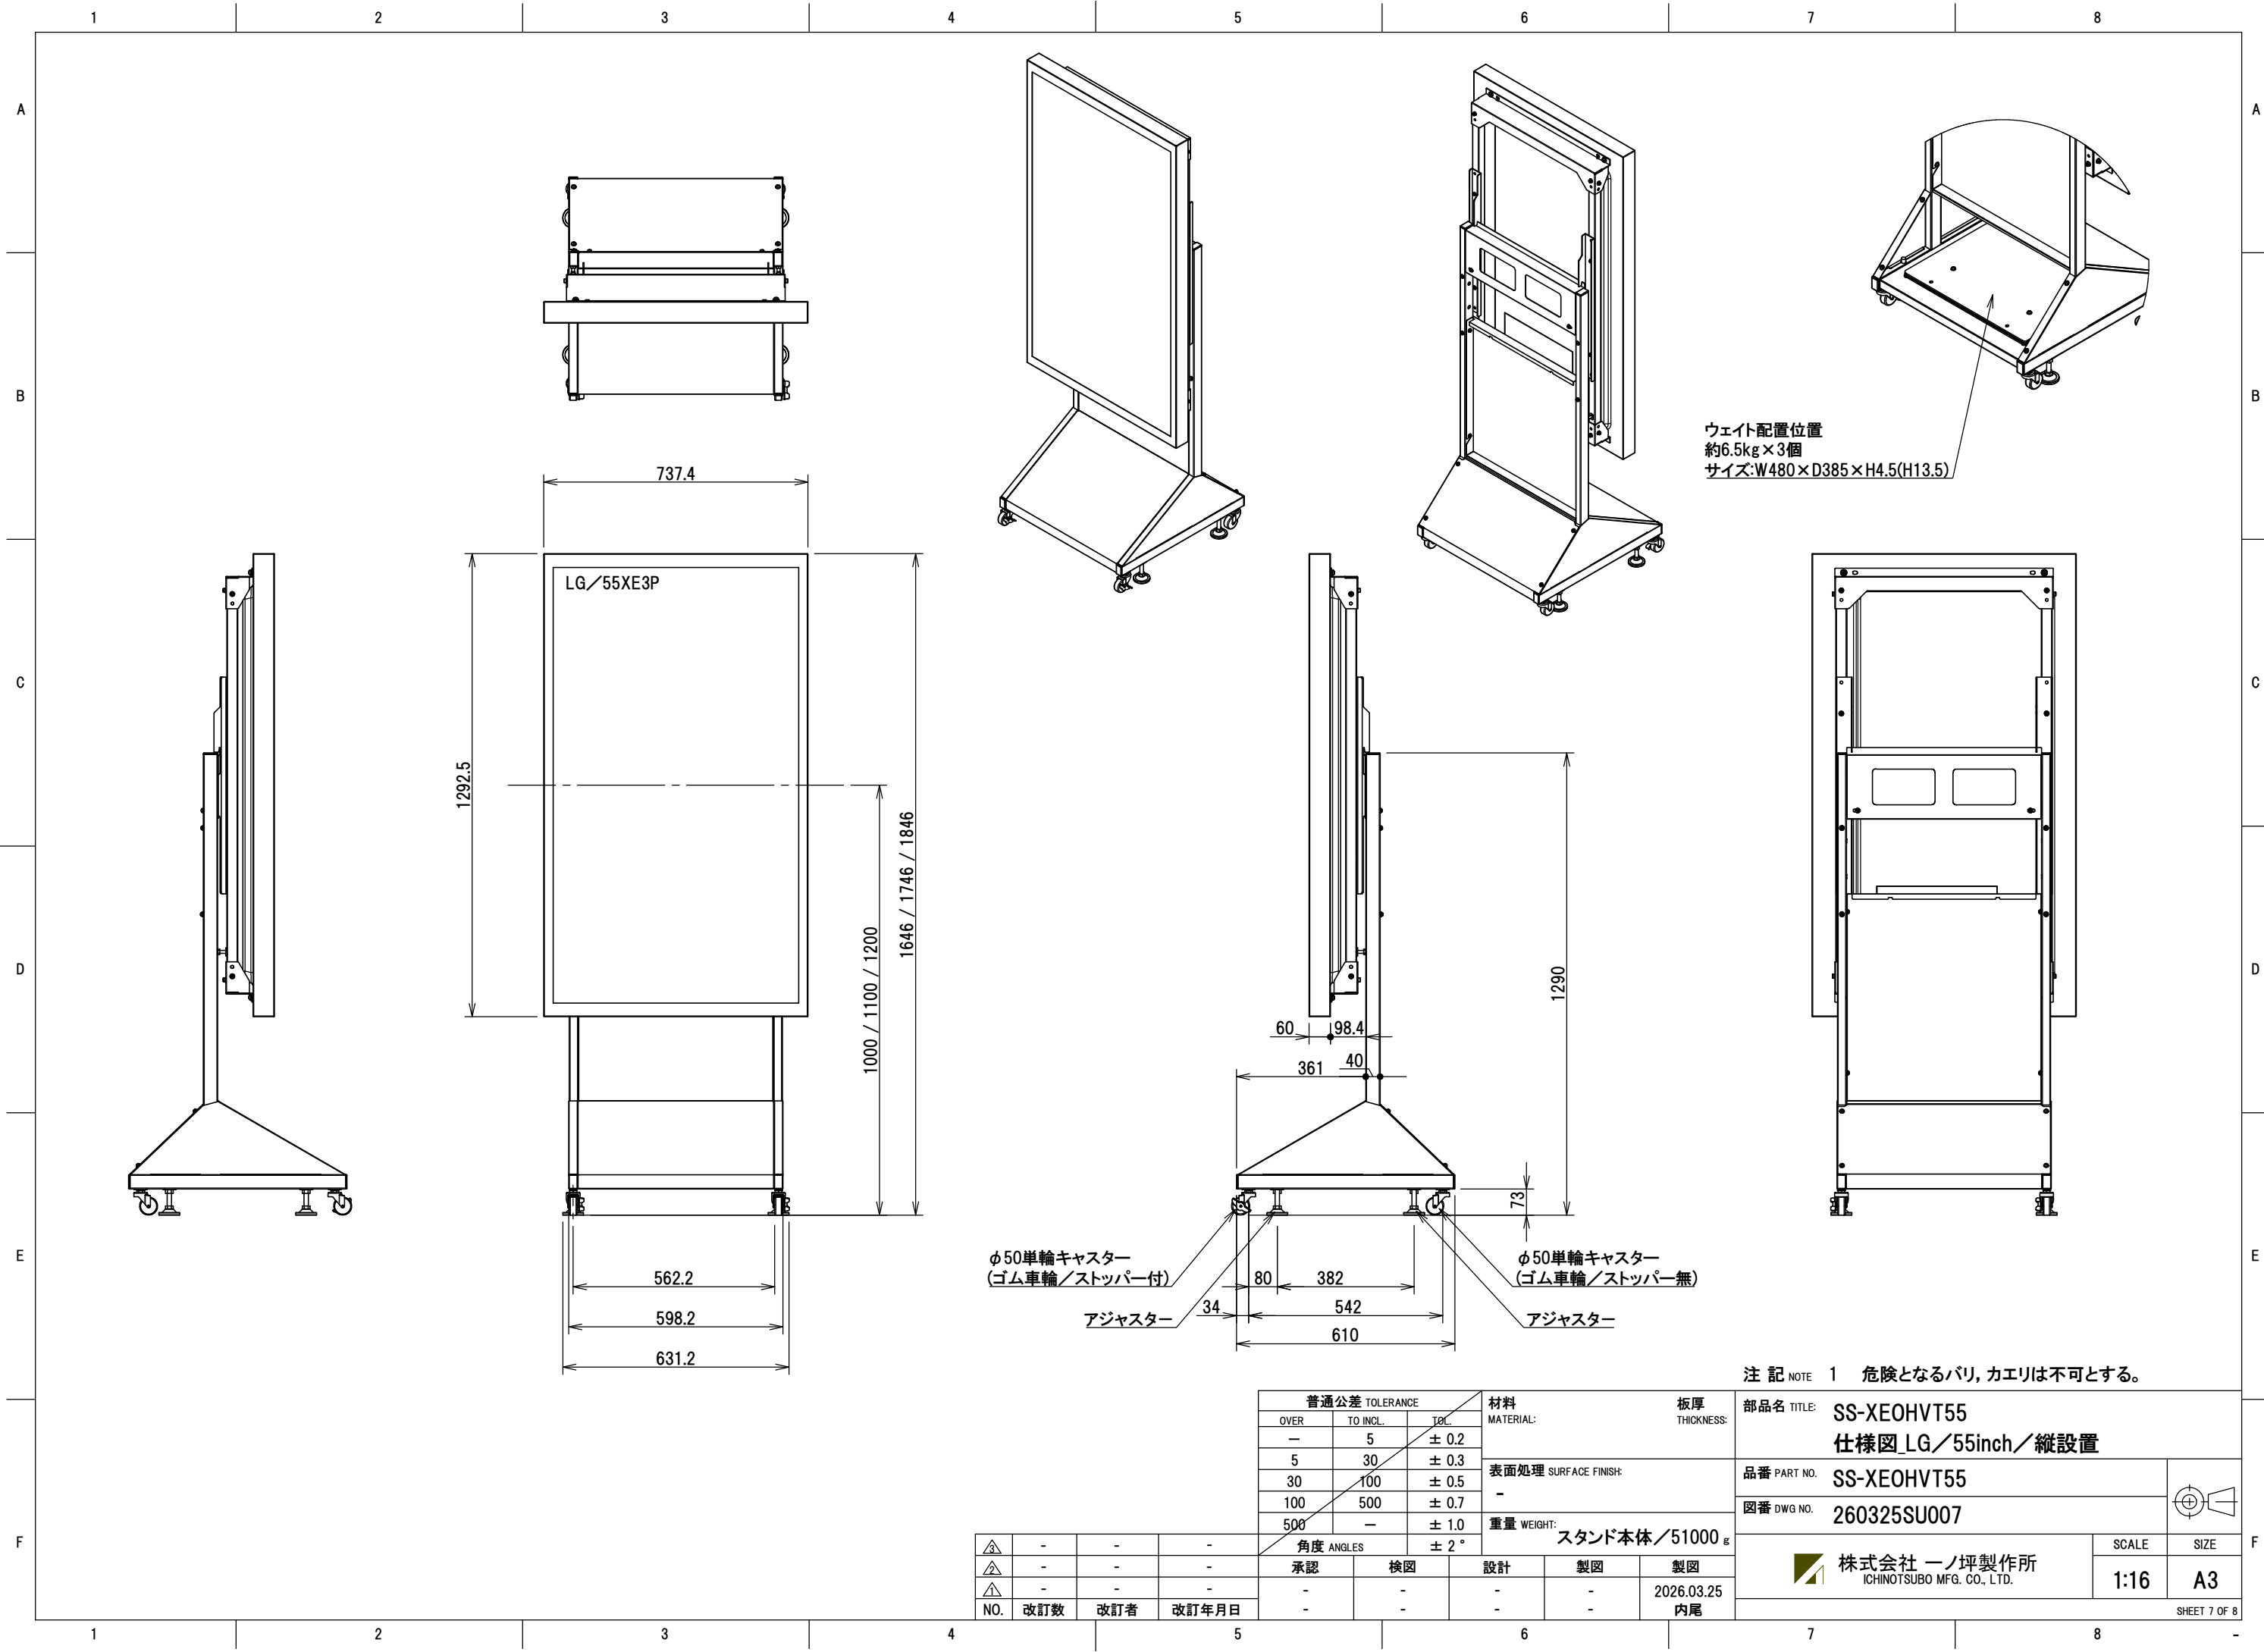 1 2 3 4 5 6 7 8
A A
B B
C C
D D
E E
F F
ウェイト配置位置
約6.5kg×3個
サイズ:W480×D385×H4.5(H13.5)
737.4
LG/55XE3P
1292.5
1000 / 1100 / 1200
1646 / 1746 / 1846
562.2
598.2
631.2
60
98.4
361
40
1290
73
φ50単輪キャスター
(ゴム車輪/ストッパー付)
アジャスター
φ50単輪キャスター
(ゴム車輪/ストッパー無)
アジャスター
80
382
34
542
610
注 記 NOTE 1 危険となるバリ,カエリは不可とする。
普通公差 TOLERANCE
OVER TO INCL. TOL.
— 5 ± 0.2
5 30 ± 0.3
30 100 ± 0.5
100 500 ± 0.7
500 — ± 1.0
角度 ANGLES ± 2 °
材料
MATERIAL:
板厚
THICKNESS:
表面処理 SURFACE FINISH:
-
重量 WEIGHT:
スタンド本体/51000 g
部品名 TITLE: SS-XEOHVT55
仕様図_LG/55inch/縦設置
品番 PART NO. SS-XEOHVT55
図番 DWG NO. 260325SU007
株式会社 一ノ坪製作所
ICHINOTSUBO MFG. CO., LTD.
SCALE SIZE
1:16 A3
SHEET 7 OF 8
承認 検図 設計 製図 製図
- - - - 2026.03.25
- - - - 内尾
3 - - -
2 - - -
1 - - -
NO. 改訂数 改訂者 改訂年月日
1 2 3 4 5 6 7 8 -